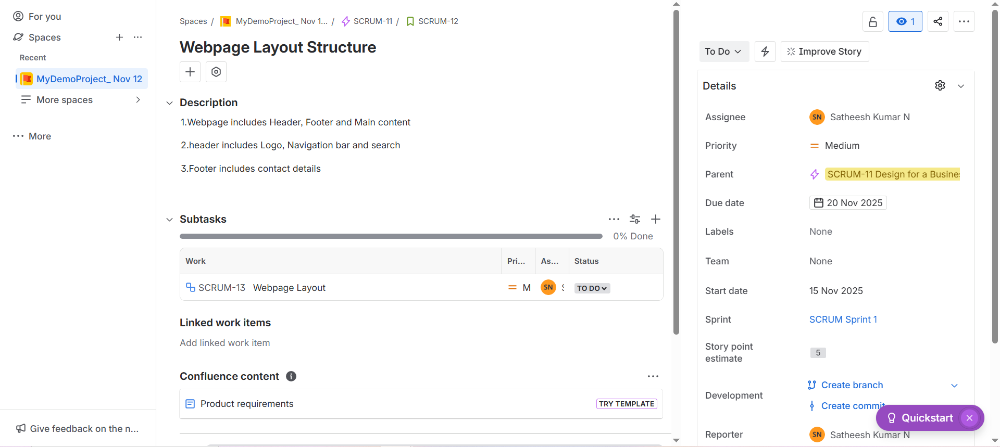 For you
Spaces
Recent
MyDemoProject_ Nov 12
More spaces
More
Give feedback on the n...
Spaces / MyDemoProject_ Nov 1... / SCRUM-11 / SCRUM-12
Webpage Layout Structure
Description
1.Webpage includes Header, Footer and Main content
2.header includes Logo, Navigation bar and search
3.Footer includes contact details
Subtasks
0% Done
Work Pri... As... Status
SCRUM-13 Webpage Layout M SN TO DO
Linked work items
Add linked work item
Confluence content
Product requirements TRY TEMPLATE
1
To Do Improve Story
Details
Assignee SN Satheesh Kumar N
Priority Medium
Parent SCRUM-11 Design for a Busine
Due date 20 Nov 2025
Labels None
Team None
Start date 15 Nov 2025
Sprint SCRUM Sprint 1
Story point
estimate 5
Development
Create branch
Create commit
Quickstart
Reporter SN Satheesh Kumar N